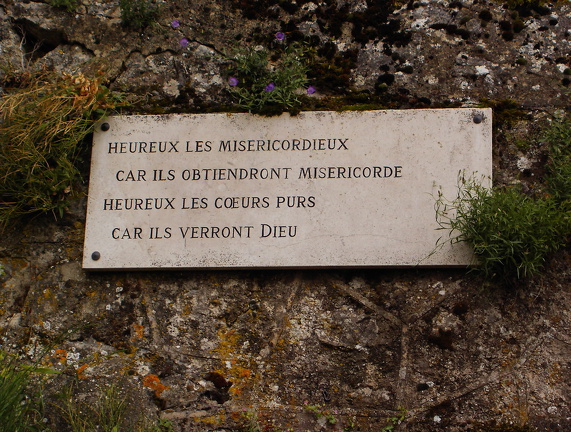 HEUREUX LES MISERICORDIEUX
CAR ILS OBTIENDRONT MISERICORDE
HEUREUX LES CŒURS PURS
CAR ILS VERRONT DIEU